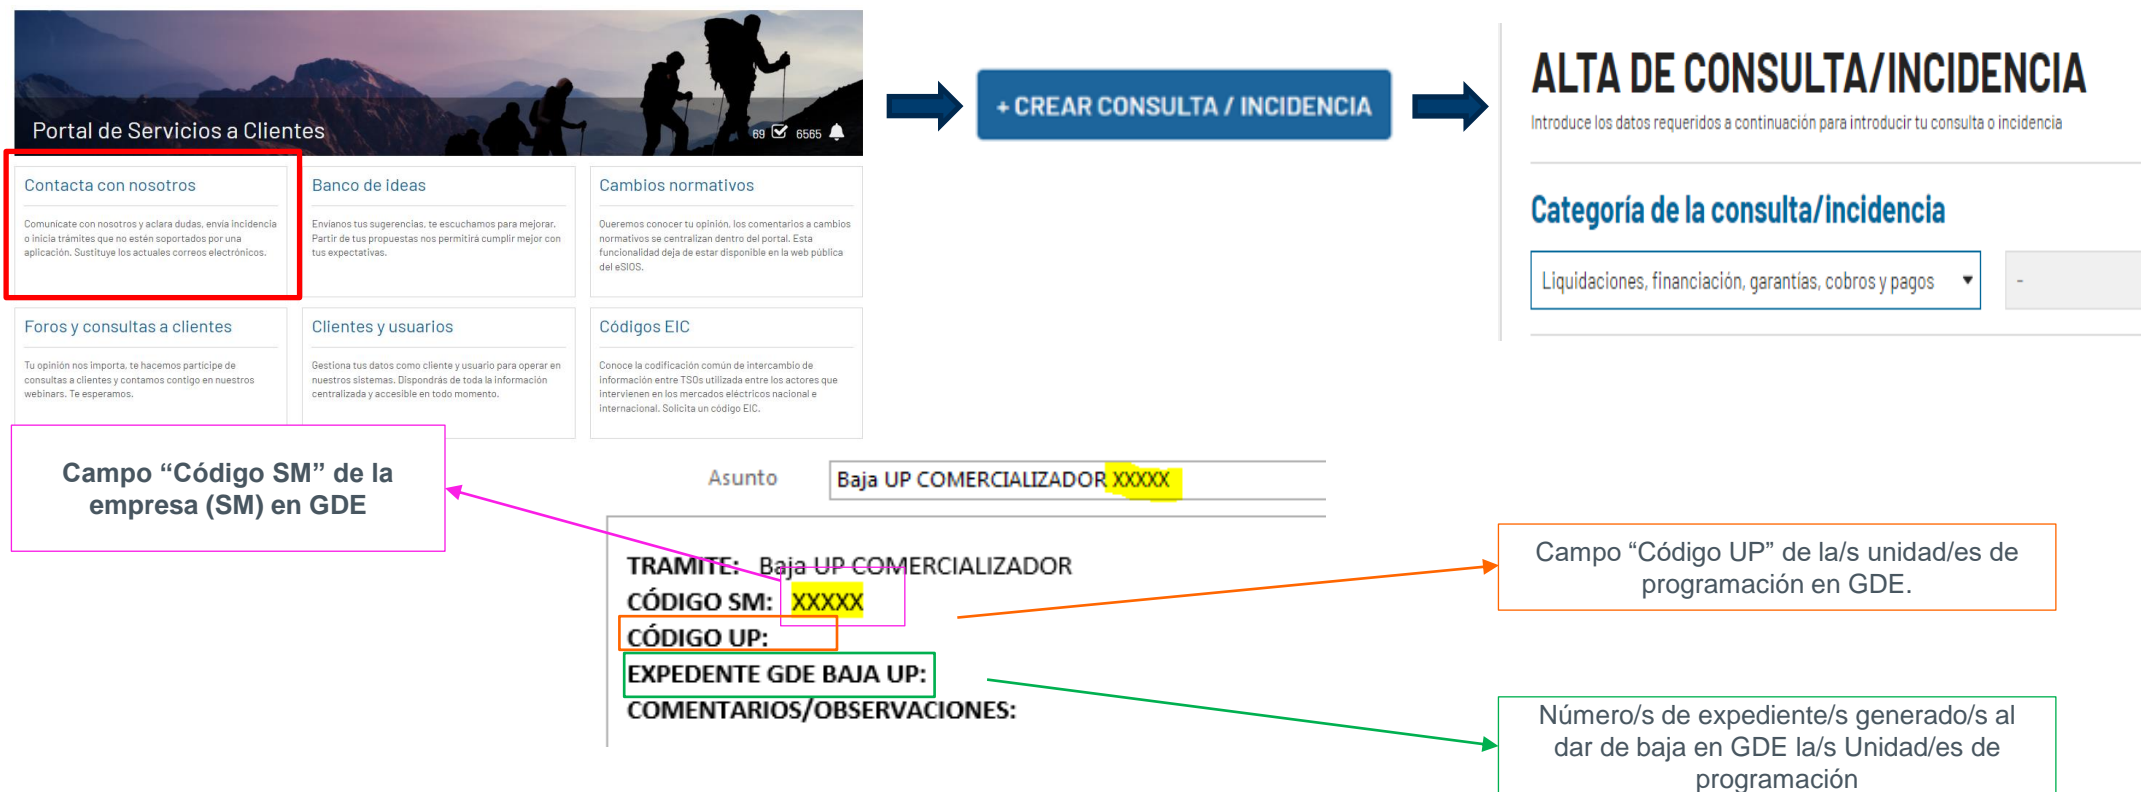 Portal de Servicios a Clientes
69 6565
Contacta con nosotros
Comunícate con nosotros y aclara dudas, envía incidencia
o inicia trámites que no estén soportados por una
aplicación. Sustituye los actuales correos electrónicos.
Banco de ideas
Envíanos tus sugerencias, te escuchamos para mejorar.
Partir de tus propuestas nos permitirá cumplir mejor con
tus expectativas.
Cambios normativos
Queremos conocer tu opinión, los comentarios a cambios
normativos se centralizan dentro del portal. Esta
funcionalidad deja de estar disponible en la web pública
del eSIOS.
Foros y consultas a clientes
Tu opinión nos importa, te hacemos partícipe de
consultas a clientes y contamos contigo en nuestros
webinars. Te esperamos.
Clientes y usuarios
Gestiona tus datos como cliente y usuario para operar en
nuestros sistemas. Dispondrás de toda la información
centralizada y accesible en todo momento.
Códigos EIC
Conoce la codificación común de intercambio de
información entre TSOs utilizada entre los actores que
intervienen en los mercados eléctricos nacional e
internacional. Solicita un código EIC.
+ CREAR CONSULTA / INCIDENCIA
ALTA DE CONSULTA/INCIDENCIA
Introduce los datos requeridos a continuación para introducir tu consulta o incidencia
Categoría de la consulta/incidencia
Liquidaciones, financiación, garantías, cobros y pagos
-
Campo “Código SM” de la
empresa (SM) en GDE
Asunto
Baja UP COMERCIALIZADOR XXXXX
TRAMITE: Baja UP COMERCIALIZADOR
CÓDIGO SM: XXXXX
CÓDIGO UP:
EXPEDENTE GDE BAJA UP:
COMENTARIOS/OBSERVACIONES:
Campo “Código UP” de la/s unidad/es de
programación en GDE.
Número/s de expediente/s generado/s al
dar de baja en GDE la/s Unidad/es de
programación